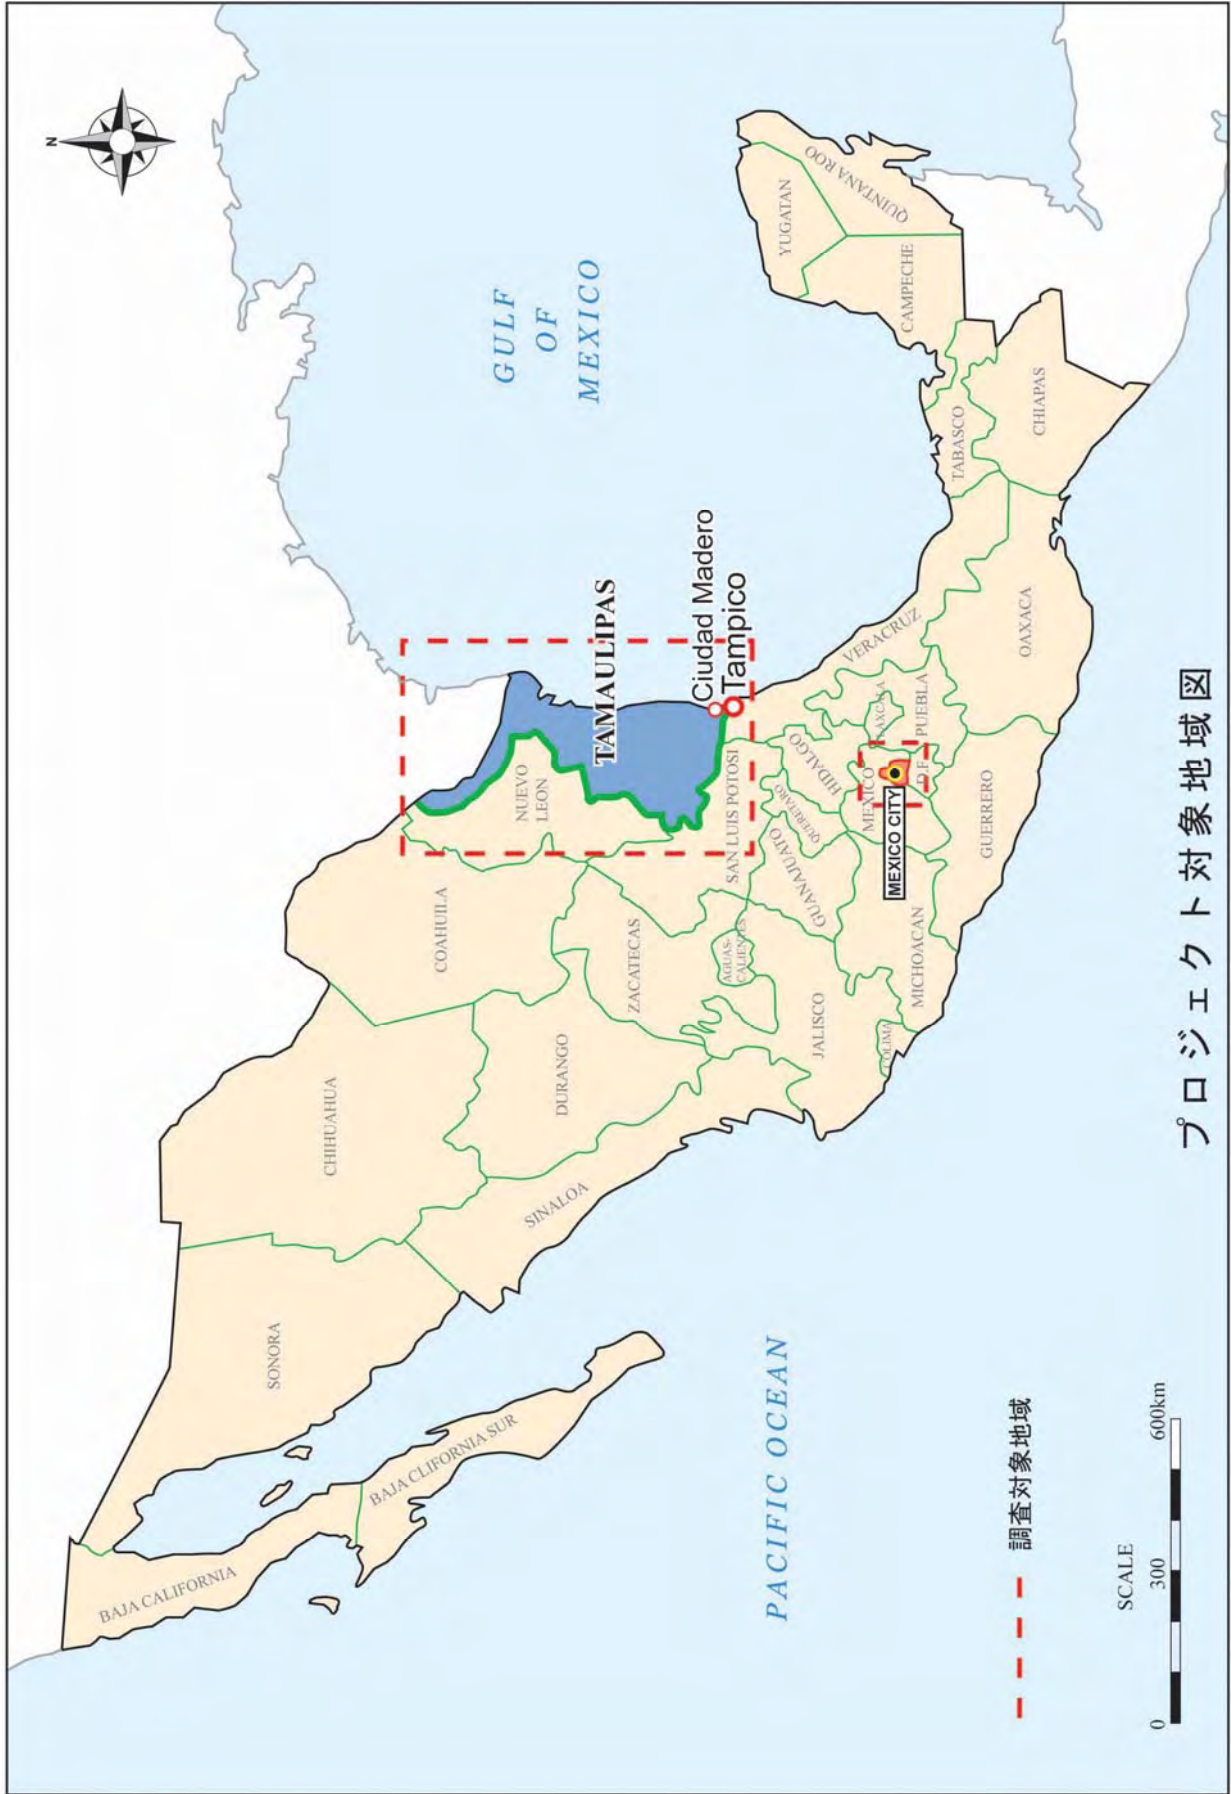 N
GULF
OF
MEXICO
BAJA CALIFORNIA
BAJA CLIFORNIA SUR
SONORA
CHIHUAHUA
SINALOA
COAHUILA
DURANGO
NUEVO
LEON
TAMAULIPAS
ZACATECAS
SAN LUIS POTOSI
Ciudad Madero
Tampico
AGUAS-
CALIENTES
JALISCO
GUANAJUATO
QUERETARO
HIDALGO
COLIMA
MICHOACAN
MEXICO
MEXICO CITY
D.F.
TLAXCALA
PUEBLA
VERACRUZ
GUERRERO
OAXACA
TABASCO
CHIAPAS
CAMPECHE
YUGATAN
QUINTANA ROO
PACIFIC OCEAN
調査対象地域
SCALE
0 300 600km
プロジェクト対象地域図